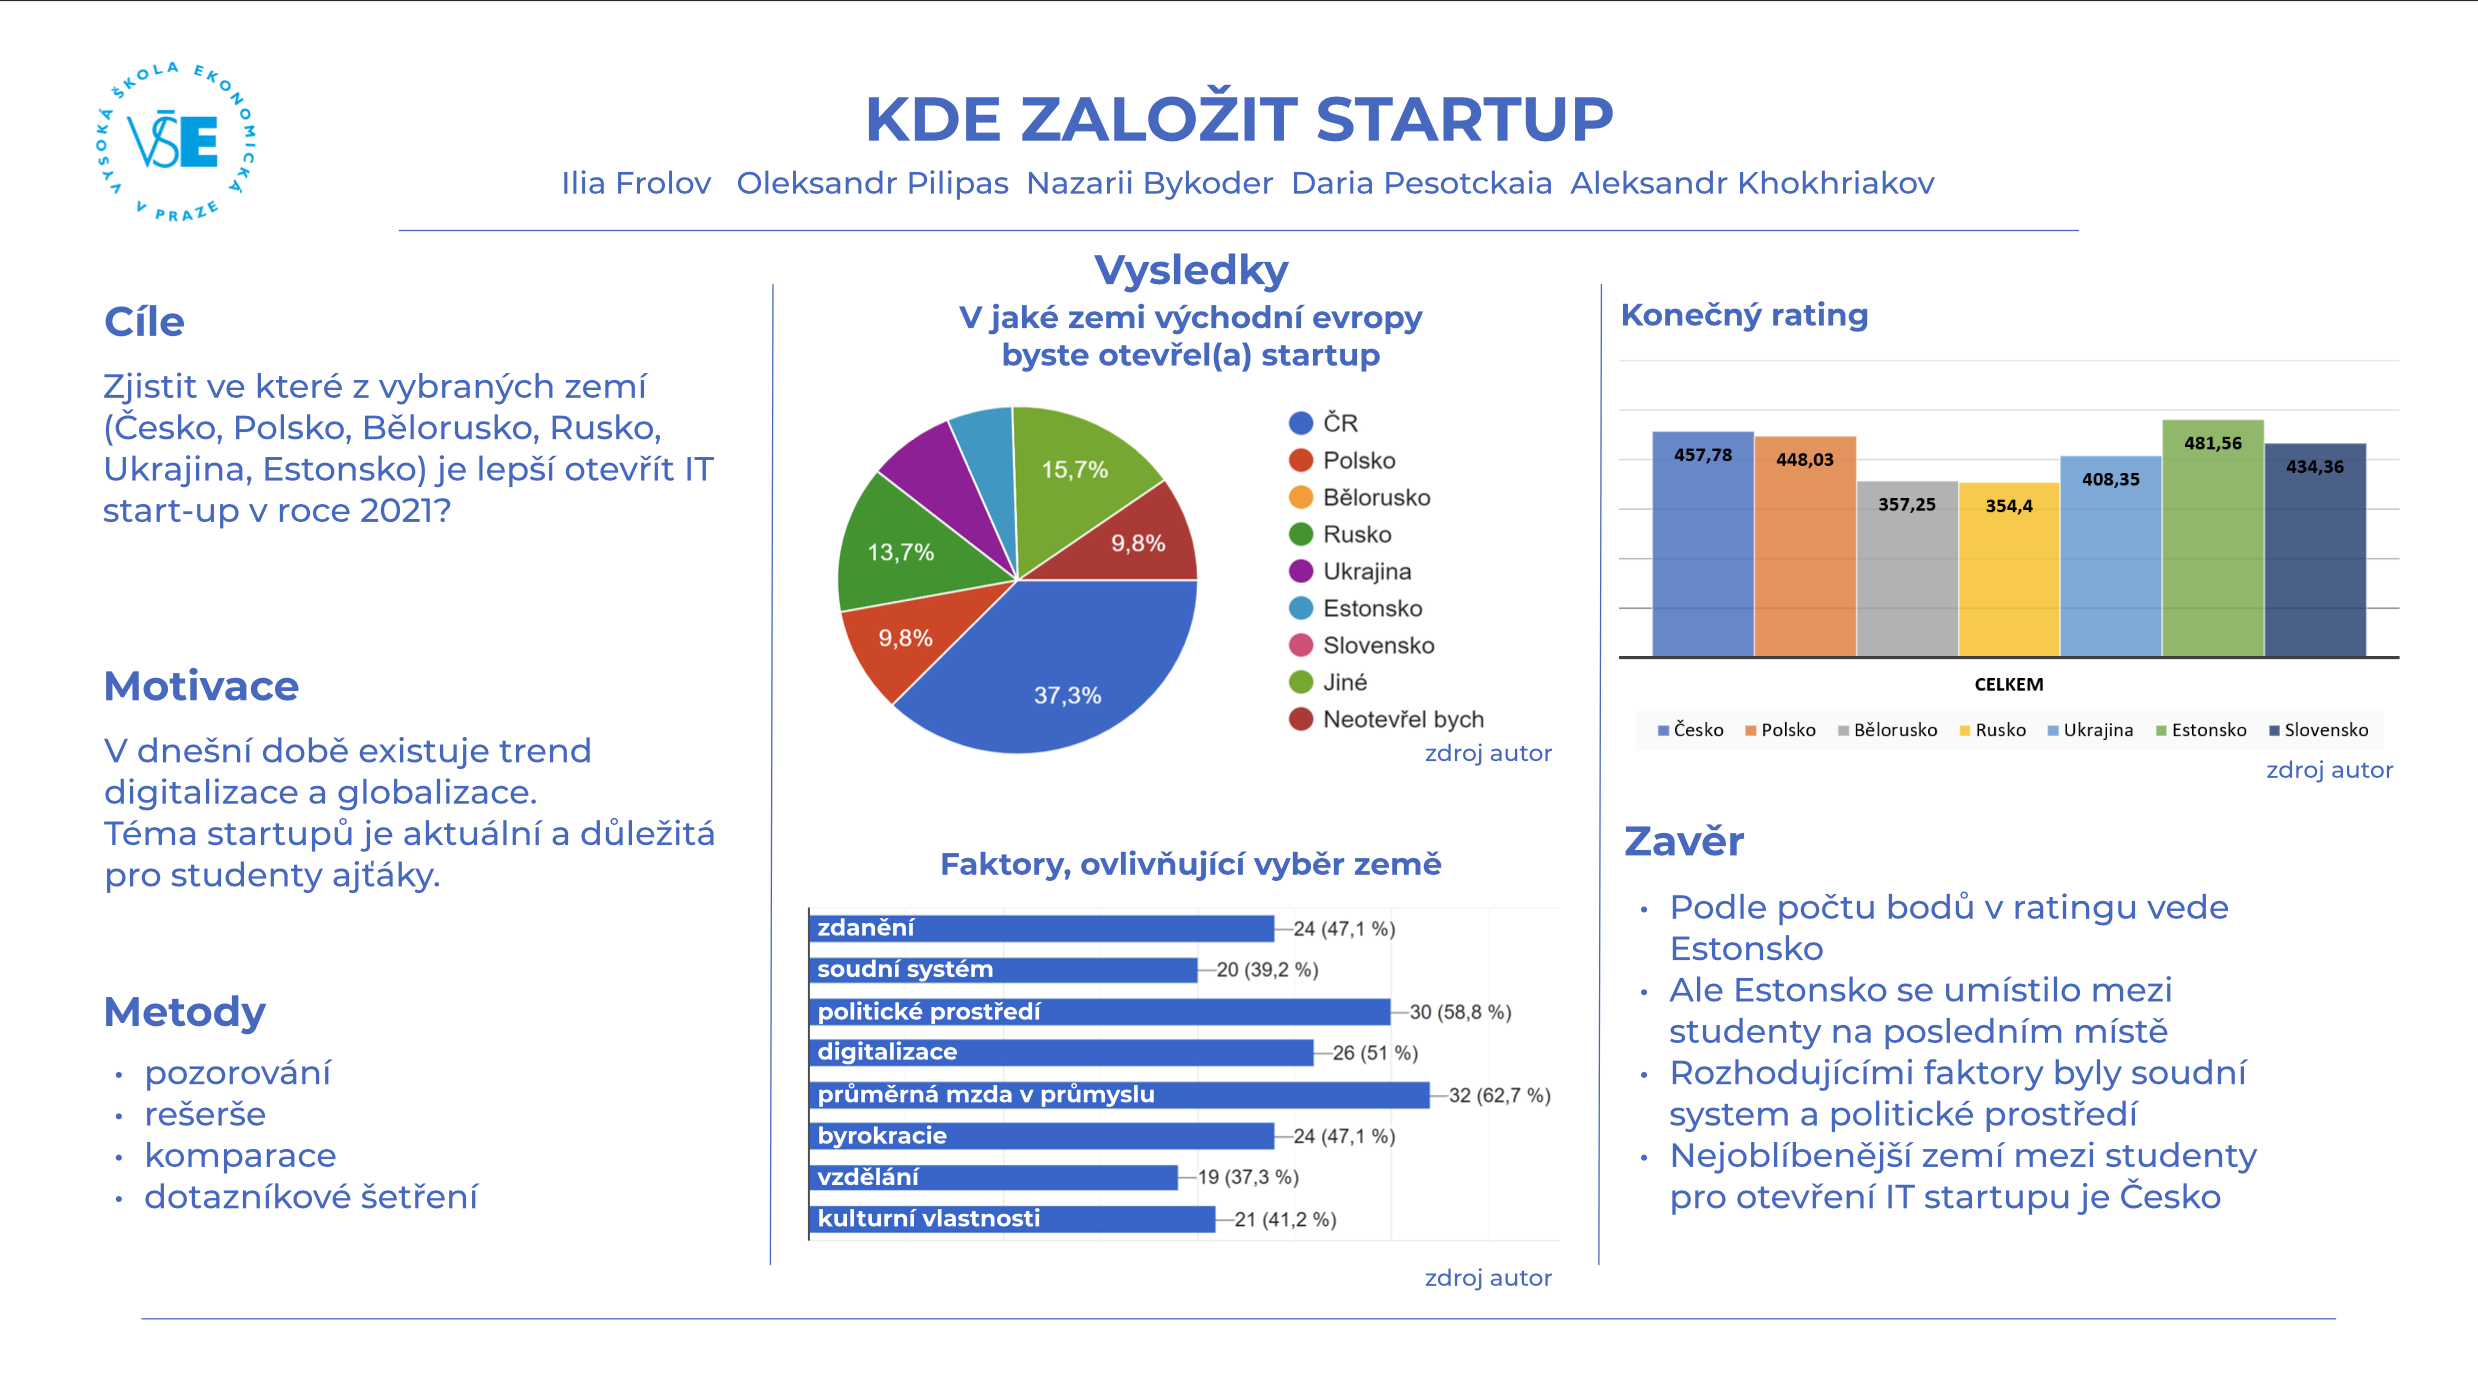 VYSOKÁ ŠKOLA EKONOMICKÁ
V PRAZE
VŠE
KDE ZALOŽIT STARTUP
Ilia Frolov Oleksandr Pilipas Nazarii Bykoder Daria Pesotckaia Aleksandr Khokhriakov
Cíle
Zjistit ve které z vybraných zemí
(Česko, Polsko, Bělorusko, Rusko,
Ukrajina, Estonsko) je lepší otevřít IT
start-up v roce 2021?
Motivace
V dnešní době existuje trend
digitalizace a globalizace.
Téma startupů je aktuální a důležitá
pro studenty ajťáky.
Metody
• pozorování
• rešerše
• komparace
• dotazníkové šetření
Vysledky
V jaké zemi východní evropy
byste otevřel(a) startup
15,7%
9,8%
13,7%
9,8%
37,3%
ČR
Polsko
Bělorusko
Rusko
Ukrajina
Estonsko
Slovensko
Jiné
Neotevřel bych
zdroj autor
Faktory, ovlivňující vyběr země
zdanění 24 (47,1 %)
soudní systém 20 (39,2 %)
politické prostředí 30 (58,8 %)
digitalizace 26 (51 %)
průměrná mzda v průmyslu 32 (62,7 %)
byrokracie 24 (47,1 %)
vzdělání 19 (37,3 %)
kulturní vlastnosti 21 (41,2 %)
zdroj autor
Konečný rating
457,78 448,03 357,25 354,4 408,35 481,56 434,36
CELKEM
Česko Polsko Bělorusko Rusko Ukrajina Estonsko Slovensko
zdroj autor
Zavěr
• Podle počtu bodů v ratingu vede
Estonsko
• Ale Estonsko se umístilo mezi
studenty na posledním místě
• Rozhodujícími faktory byly soudní
system a politické prostředí
• Nejoblíbenější zemí mezi studenty
pro otevření IT startupu je Česko